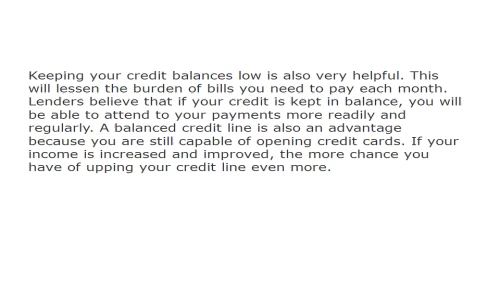 Keeping your credit balances low is also very helpful. This
will lessen the burden of bills you need to pay each month.
Lenders believe that if your credit is kept in balance, you will
be able to attend to your payments more readily and
regularly. A balanced credit line is also an advantage
because you are still capable of opening credit cards. If your
income is increased and improved, the more chance you
have of upping your credit line even more.